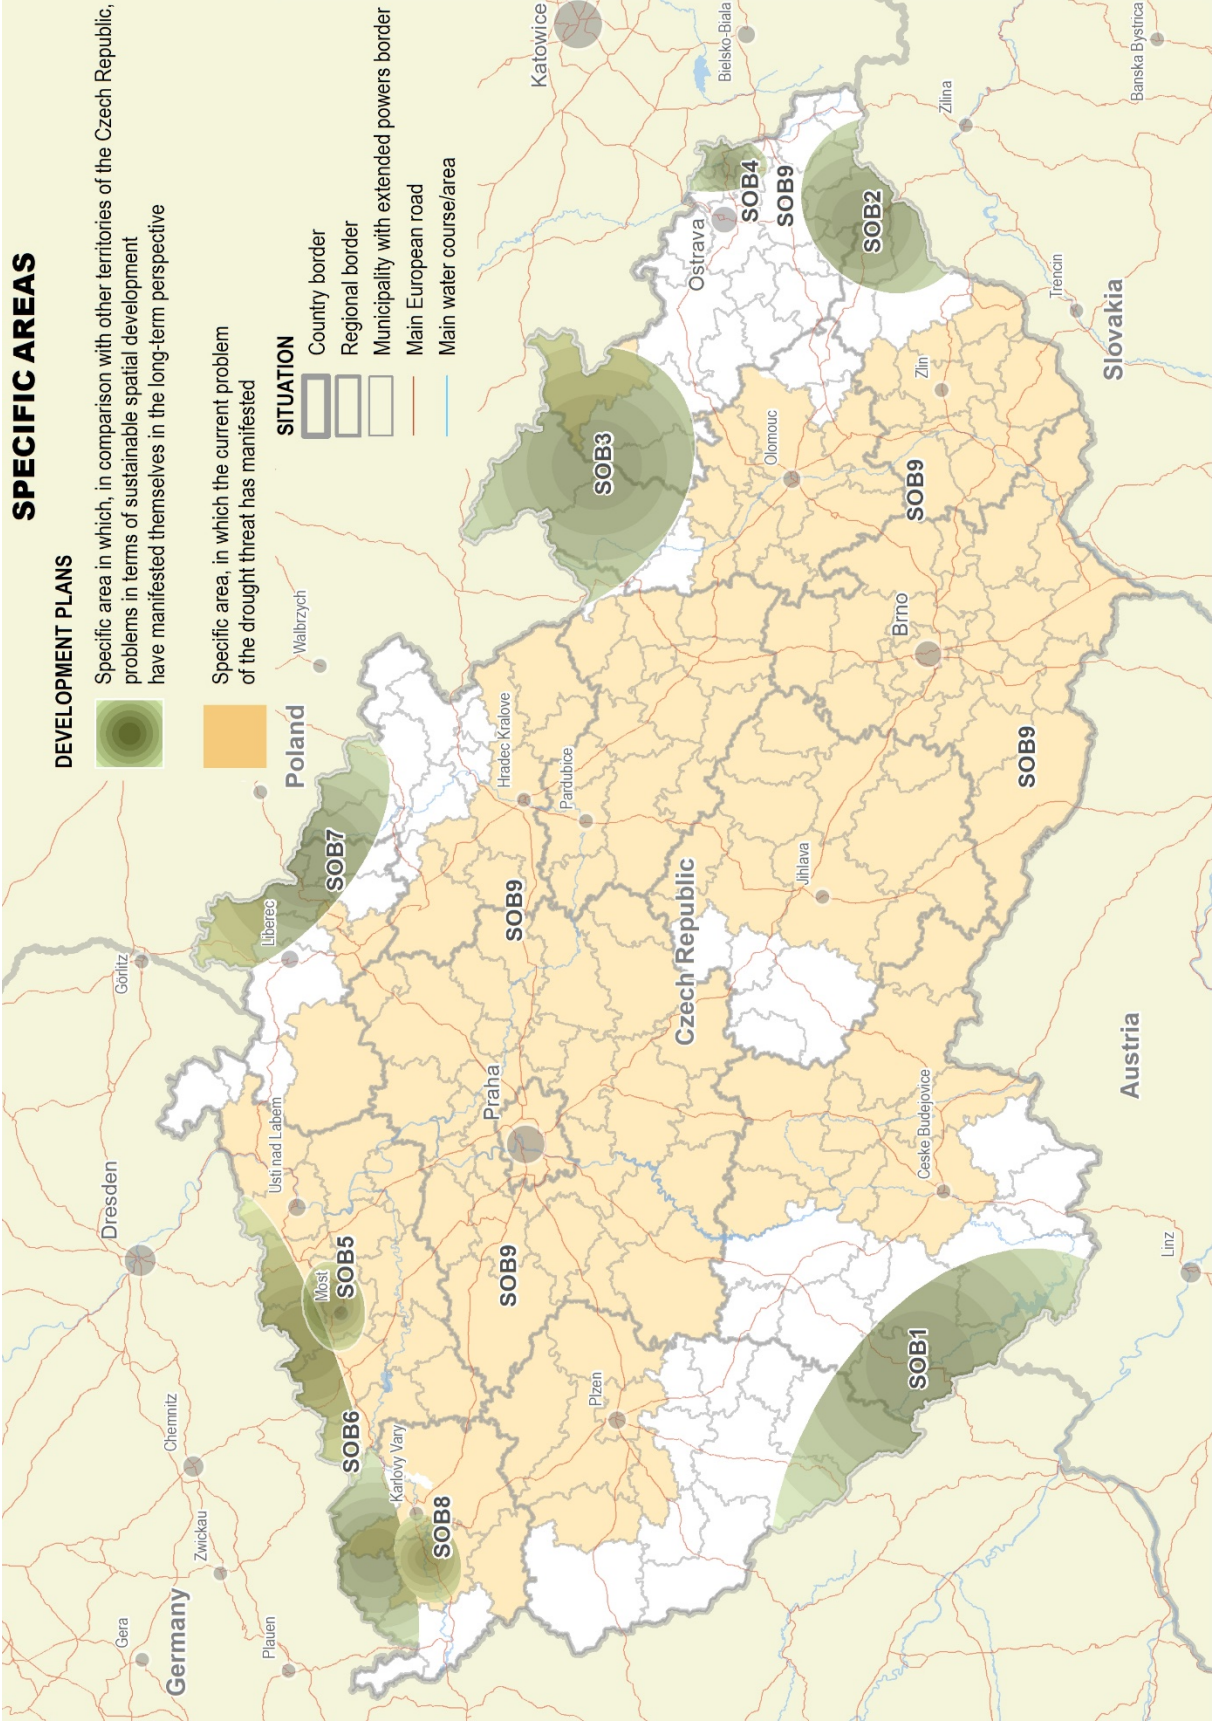 SPECIFIC AREAS
DEVELOPMENT PLANS
Specific area in which, in comparison with other territories of the Czech Republic,
problems in terms of sustainable spatial development
have manifested themselves in the long-term perspective
Specific area, in which the current problem
of the drought threat has manifested
SITUATION
Country border
Regional border
Municipality with extended powers border
Main European road
Main water course/area
Gera
Germany
Plauen
Zwickau
Chemnitz
Dresden
Görlitz
Poland
Walbrzych
Katowice
Bielsko-Biala
Banska Bystrica
Zilina
Trencin
Slovakia
Austria
Linz
Czech Republic
Karlovy Vary
Most
Usti nad Labem
Liberec
Hradec Kralove
Pardubice
Praha
Plzen
Ceske Budejovice
Jihlava
Brno
Olomouc
Zlin
Ostrava
SOB8
SOB6
SOB5
SOB7
SOB3
SOB4
SOB9
SOB2
SOB9
SOB9
SOB9
SOB9
SOB1